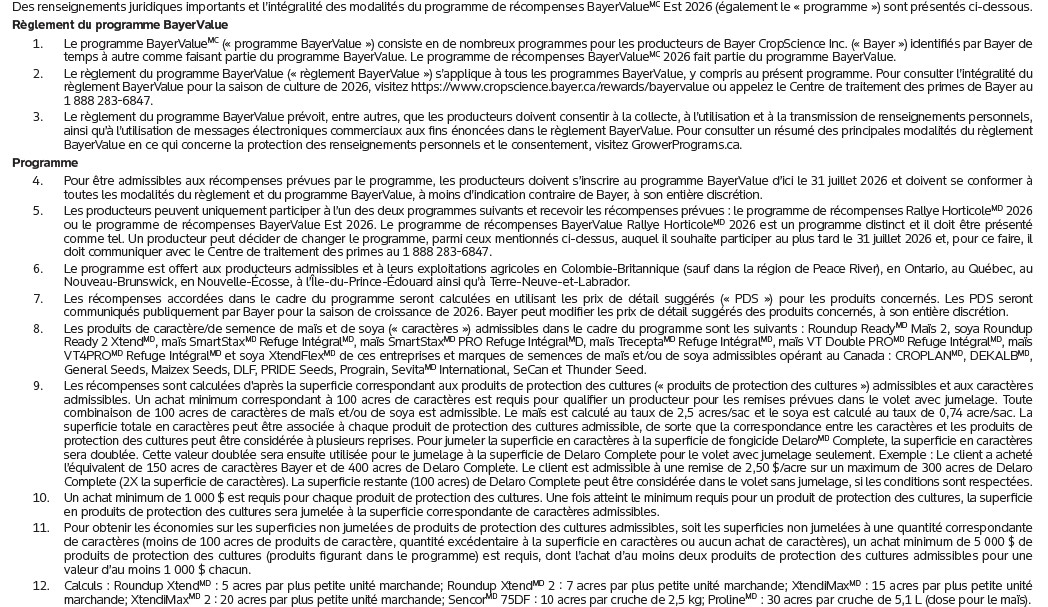 Des renseignements juridiques importants et l'intégralité des modalités du programme de récompenses BayerValueᴹᶜ Est 2026 (également le « programme ») sont présentés ci-dessous.
Règlement du programme BayerValue
1. Le programme BayerValueᴹᶜ (« programme BayerValue ») consiste en de nombreux programmes pour les producteurs de Bayer CropScience Inc. (« Bayer ») identifiés par Bayer de
temps à autre comme faisant partie du programme BayerValue. Le programme de récompenses BayerValueᴹᶜ 2026 fait partie du programme BayerValue.
2. Le règlement du programme BayerValue (« règlement BayerValue ») s'applique à tous les programmes BayerValue, y compris au présent programme. Pour consulter l'intégralité du
règlement BayerValue pour la saison de culture de 2026, visitez https://www.cropscience.bayer.ca/rewards/bayervalue ou appelez le Centre de traitement des primes de Bayer au
1 888 283-6847.
3. Le règlement du programme BayerValue prévoit, entre autres, que les producteurs doivent consentir à la collecte, à l'utilisation et à la transmission de renseignements personnels,
ainsi qu'à l'utilisation de messages électroniques commerciaux aux fins énoncées dans le règlement BayerValue. Pour consulter un résumé des principales modalités du règlement
BayerValue en ce qui concerne la protection des renseignements personnels et le consentement, visitez GrowerPrograms.ca.
Programme
4. Pour être admissibles aux récompenses prévues par le programme, les producteurs doivent s'inscrire au programme BayerValue d'ici le 31 juillet 2026 et doivent se conformer à
toutes les modalités du règlement et du programme BayerValue, à moins d'indication contraire de Bayer, à son entière discrétion.
5. Les producteurs peuvent uniquement participer à l'un des deux programmes suivants et recevoir les récompenses prévues : le programme de récompenses Rallye Horticoleᴹᴰ 2026
ou le programme de récompenses BayerValue Est 2026. Le programme de récompenses BayerValue Rallye Horticoleᴹᴰ 2026 est un programme distinct et il doit être présenté
comme tel. Un producteur peut décider de changer le programme, parmi ceux mentionnés ci-dessus, auquel il souhaite participer au plus tard le 31 juillet 2026 et, pour ce faire, il
doit communiquer avec le Centre de traitement des primes au 1 888 283-6847.
6. Le programme est offert aux producteurs admissibles et à leurs exploitations agricoles en Colombie-Britannique (sauf dans la région de Peace River), en Ontario, au Québec, au
Nouveau-Brunswick, en Nouvelle-Écosse, à l'Île-du-Prince-Édouard ainsi qu'à Terre-Neuve-et-Labrador.
7. Les récompenses accordées dans le cadre du programme seront calculées en utilisant les prix de détail suggérés (« PDS ») pour les produits concernés. Les PDS seront
communiqués publiquement par Bayer pour la saison de croissance de 2026. Bayer peut modifier les prix de détail suggérés des produits concernés, à son entière discrétion.
8. Les produits de caractère/de semence de maïs et de soya (« caractères ») admissibles dans le cadre du programme sont les suivants : Roundup Readyᴹᴰ Maïs 2, soya Roundup
Ready 2 Xtendᴹᴰ, maïs SmartStaxᴹᴰ Refuge Intégralᴹᴰ, maïs SmartStaxᴹᴰ PRO Refuge IntégralᴹD, maïs Treceptaᴹᴰ Refuge Intégralᴹᴰ, maïs VT Double PROᴹᴰ Refuge Intégralᴹᴰ, maïs
VT4PROᴹᴰ Refuge Intégralᴹᴰ et soya XtendFlexᴹᴰ de ces entreprises et marques de semences de maïs et/ou de soya admissibles opérant au Canada : CROPLANᴹᴰ, DEKALBᴹᴰ,
General Seeds, Maizex Seeds, DLF, PRIDE Seeds, Prograin, Sevitaᴹᴰ International, SeCan et Thunder Seed.
9. Les récompenses sont calculées d'après la superficie correspondant aux produits de protection des cultures (« produits de protection des cultures ») admissibles et aux caractères
admissibles. Un achat minimum correspondant à 100 acres de caractères est requis pour qualifier un producteur pour les remises prévues dans le volet avec jumelage. Toute
combinaison de 100 acres de caractères de maïs et/ou de soya est admissible. Le maïs est calculé au taux de 2,5 acres/sac et le soya est calculé au taux de 0,74 acre/sac. La
superficie totale en caractères peut être associée à chaque produit de protection des cultures admissible, de sorte que la correspondance entre les caractères et les produits de
protection des cultures peut être considérée à plusieurs reprises. Pour jumeler la superficie en caractères à la superficie de fongicide Delaroᴹᴰ Complete, la superficie en caractères
sera doublée. Cette valeur doublée sera ensuite utilisée pour le jumelage à la superficie de Delaro Complete pour le volet avec jumelage seulement. Exemple : Le client a acheté
l'équivalent de 150 acres de caractères Bayer et de 400 acres de Delaro Complete. Le client est admissible à une remise de 2,50 $/acre sur un maximum de 300 acres de Delaro
Complete (2X la superficie de caractères). La superficie restante (100 acres) de Delaro Complete peut être considérée dans le volet sans jumelage, si les conditions sont respectées.
10. Un achat minimum de 1 000 $ est requis pour chaque produit de protection des cultures. Une fois atteint le minimum requis pour un produit de protection des cultures, la superficie
en produits de protection des cultures sera jumelée à la superficie correspondante de caractères admissibles.
11. Pour obtenir les économies sur les superficies non jumelées de produits de protection des cultures admissibles, soit les superficies non jumelées à une quantité correspondante
de caractères (moins de 100 acres de produits de caractère, quantité excédentaire à la superficie en caractères ou aucun achat de caractères), un achat minimum de 5 000 $ de
produits de protection des cultures (produits figurant dans le programme) est requis, dont l'achat d'au moins deux produits de protection des cultures admissibles pour une
valeur d'au moins 1 000 $ chacun.
12. Calculs : Roundup Xtendᴹᴰ : 5 acres par plus petite unité marchande; Roundup Xtendᴹᴰ 2 : 7 acres par plus petite unité marchande; XtendiMaxᴹᴰ : 15 acres par plus petite unité
marchande; XtendiMaxᴹᴰ 2 : 20 acres par plus petite unité marchande; Sencorᴹᴰ 75DF : 10 acres par cruche de 2,5 kg; Prolineᴹᴰ : 30 acres par cruche de 5,1 L (dose pour le maïs).